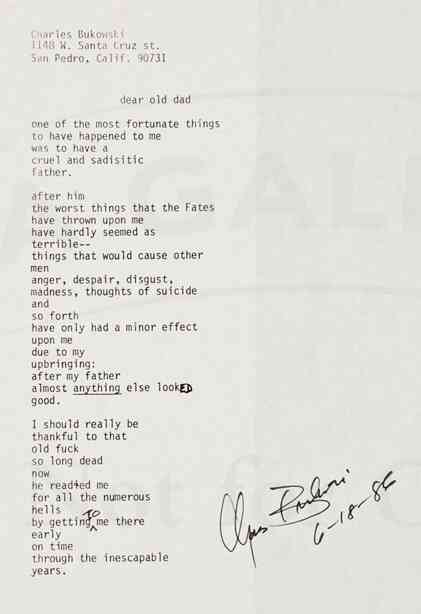 Charles Bukowski
1148 W. Santa Cruz st.
San Pedro, Calif. 90731
dear old dad
one of the most fortunate things
to have happened to me
was to have a
cruel and sadisitic
father.
after him
the worst things that the Fates
have thrown upon me
have hardly seemed as
terrible--
things that would cause other
men
anger, despair, disgust,
madness, thoughts of suicide
and
so forth
have only had a minor effect
upon me
due to my
upbringing:
after my father
almost anything else lookED
good.
I should really be
thankful to that
old fuck
so long dead
now
he readied me
for all the numerous
hells
by getting TO me there
early
on time
through the inescapable
years.
Chas Bukowski
6-18-86